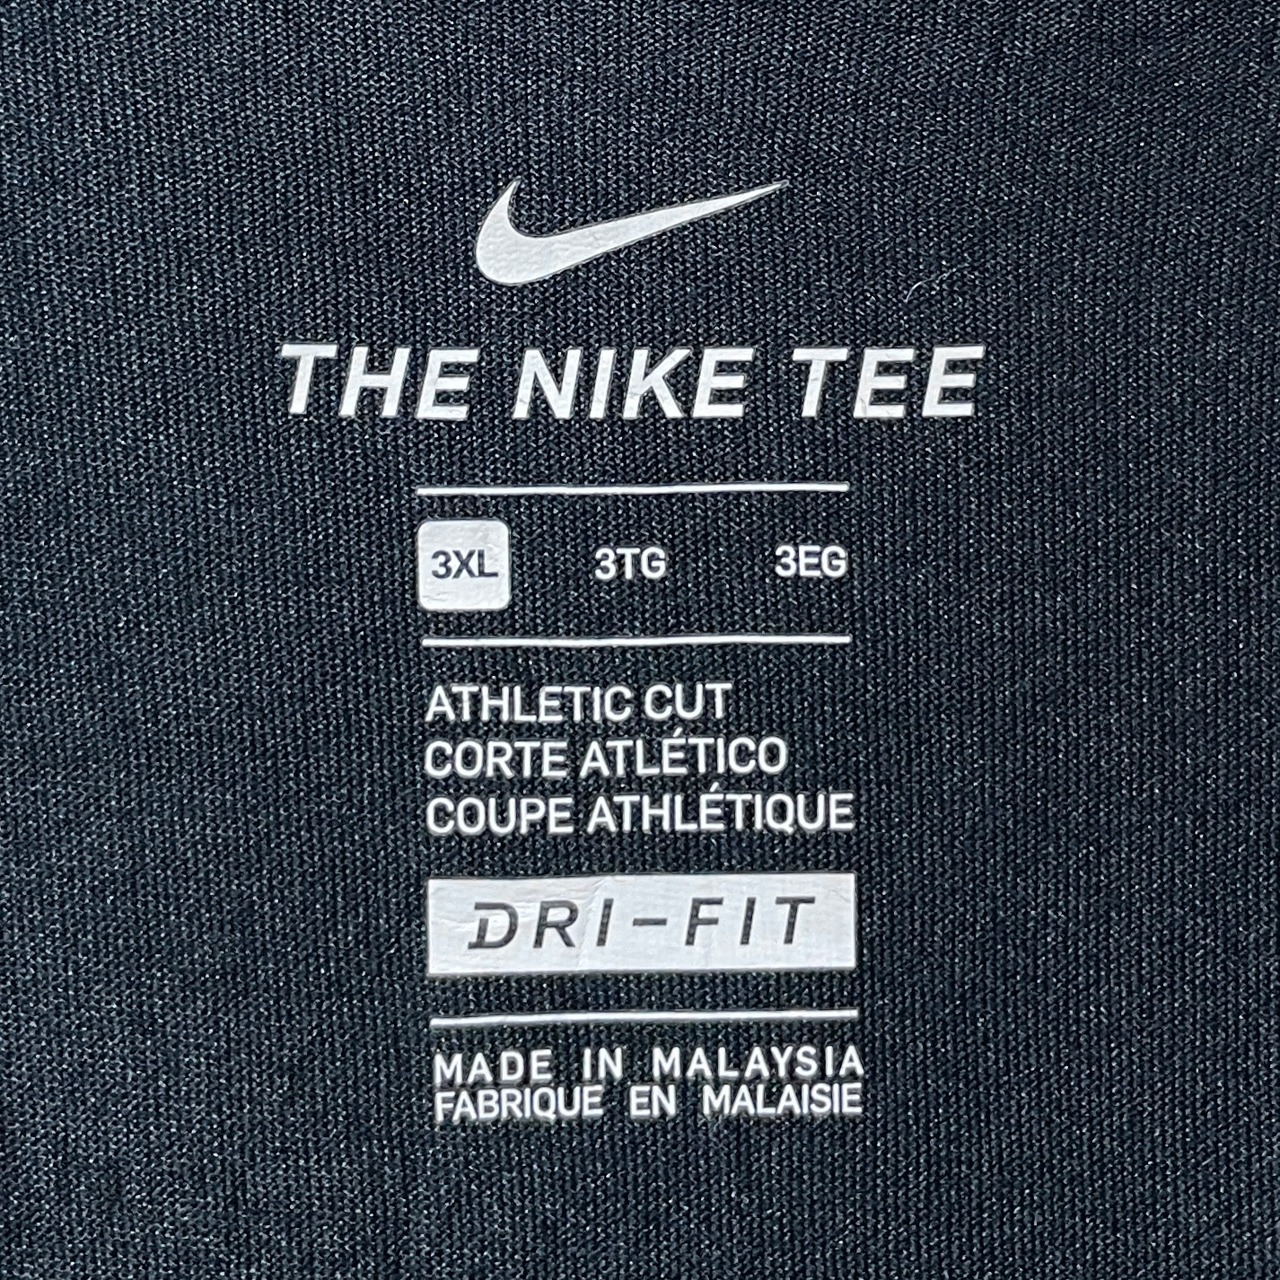 THE NIKE TEE
3XL 3TG 3EG
ATHLETIC CUT
CORTE ATLÉTICO
COUPE ATHLÉTIQUE
DRI-FIT
MADE IN MALAYSIA
FABRIQUE EN MALAISIE